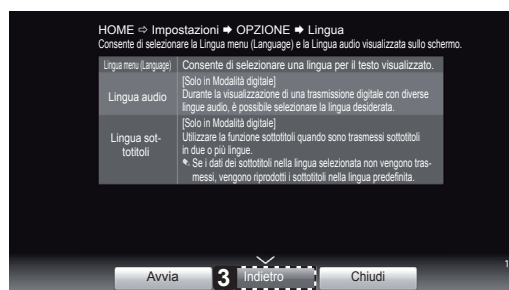 HOME ⇨ Impostazioni ➡ OPZIONE ➡ Lingua
Consente di selezionare la Lingua menu (Language) e la Lingua audio visualizzata sullo schermo.
Lingua menu (Language) Consente di selezionare una lingua per il testo visualizzato.
Lingua audio
[Solo in Modalità digitale]
Durante la visualizzazione di una trasmissione digitale con diverse
lingue audio, è possibile selezionare la lingua desiderata.
Lingua sot-
totitoli
[Solo in Modalità digitale]
Utilizzare la funzione sottotitoli quando sono trasmessi sottotitoli
in due o più lingue.
Se i dati dei sottotitoli nella lingua selezionata non vengono tras-
messi, vengono riprodotti i sottotitoli nella lingua predefinita.
1
Avvia 3 Indietro Chiudi